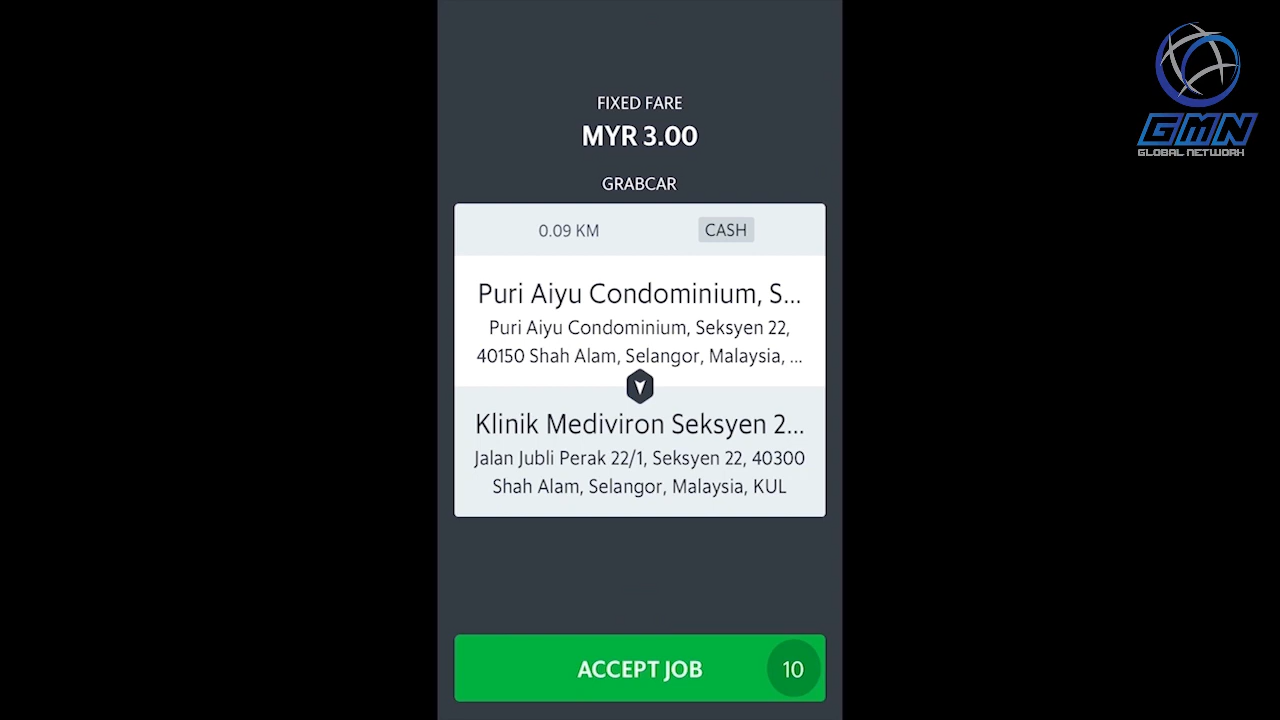 FIXED FARE
MYR 3.00
GRABCAR
0.09 KM
CASH
Puri Aiyu Condominium, S...
Puri Aiyu Condominium, Seksyen 22,
40150 Shah Alam, Selangor, Malaysia, ...
Klinik Mediviron Seksyen 2...
Jalan Jubli Perak 22/1, Seksyen 22, 40300
Shah Alam, Selangor, Malaysia, KUL
ACCEPT JOB
10
GMN
GLOBAL NETWORK